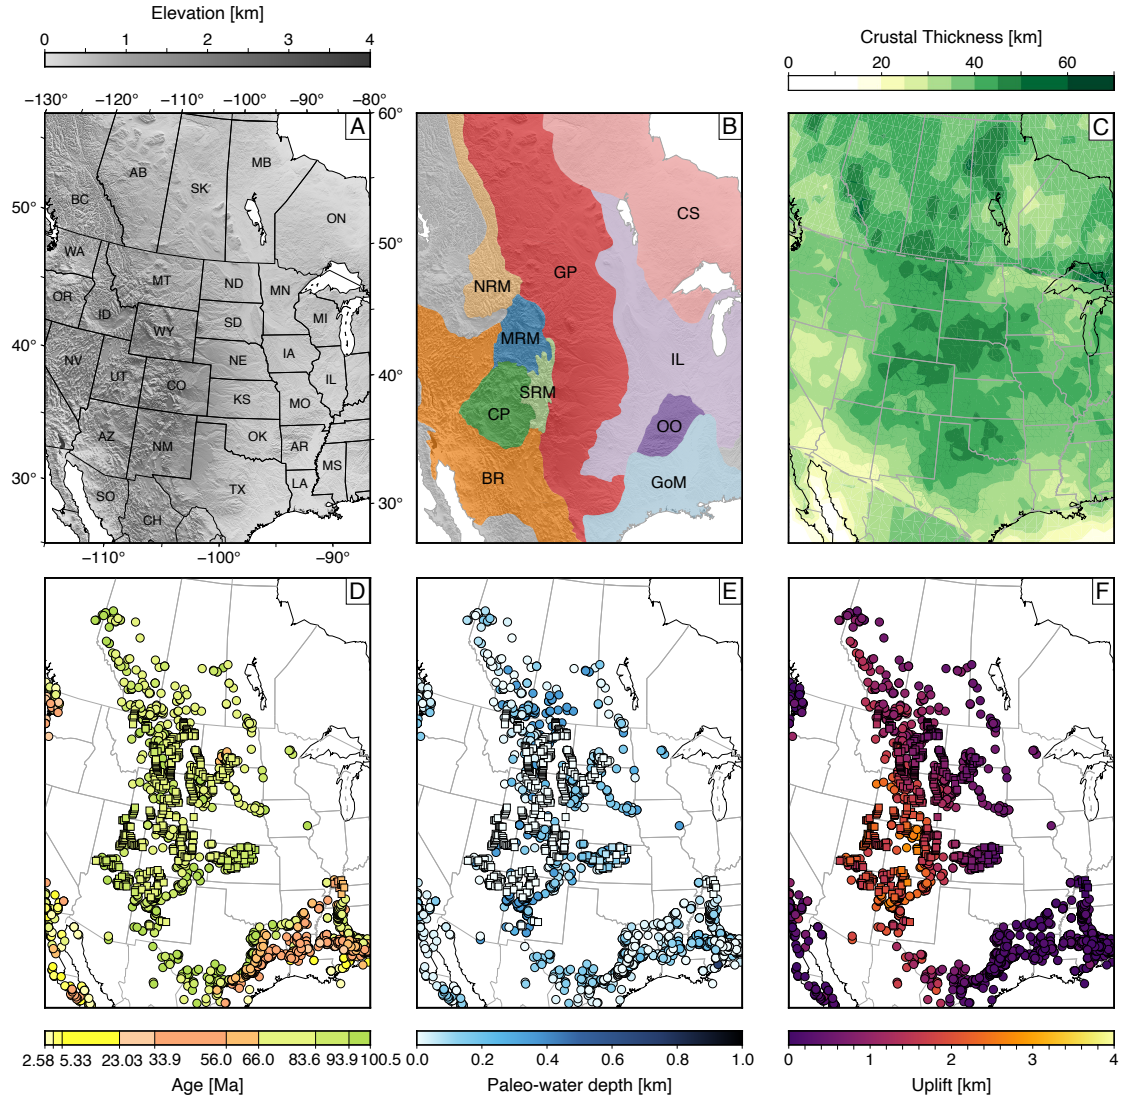 Elevation [km]
0 1 2 3 4
−130° −120° −110° −100° −90° −80°
A
60°
50°
40°
30°
50°
40°
30°
−110° −100° −90°
BC
AB
SK
MB
ON
WA
OR
ID
MT
ND
MN
WY
SD
MI
NV
UT
CO
NE
IA
IL
KS
MO
AZ
NM
OK
AR
MS
LA
TX
SO
CH
B
CS
GP
NRM
MRM
IL
SRM
CP
OO
BR
GoM
Crustal Thickness [km]
0 20 40 60
C
D
2.58 5.33 23.03 33.9 56.0 66.0 83.6 93.9 100.5
Age [Ma]
E
0.0 0.2 0.4 0.6 0.8 1.0
Paleo-water depth [km]
F
0 1 2 3 4
Uplift [km]